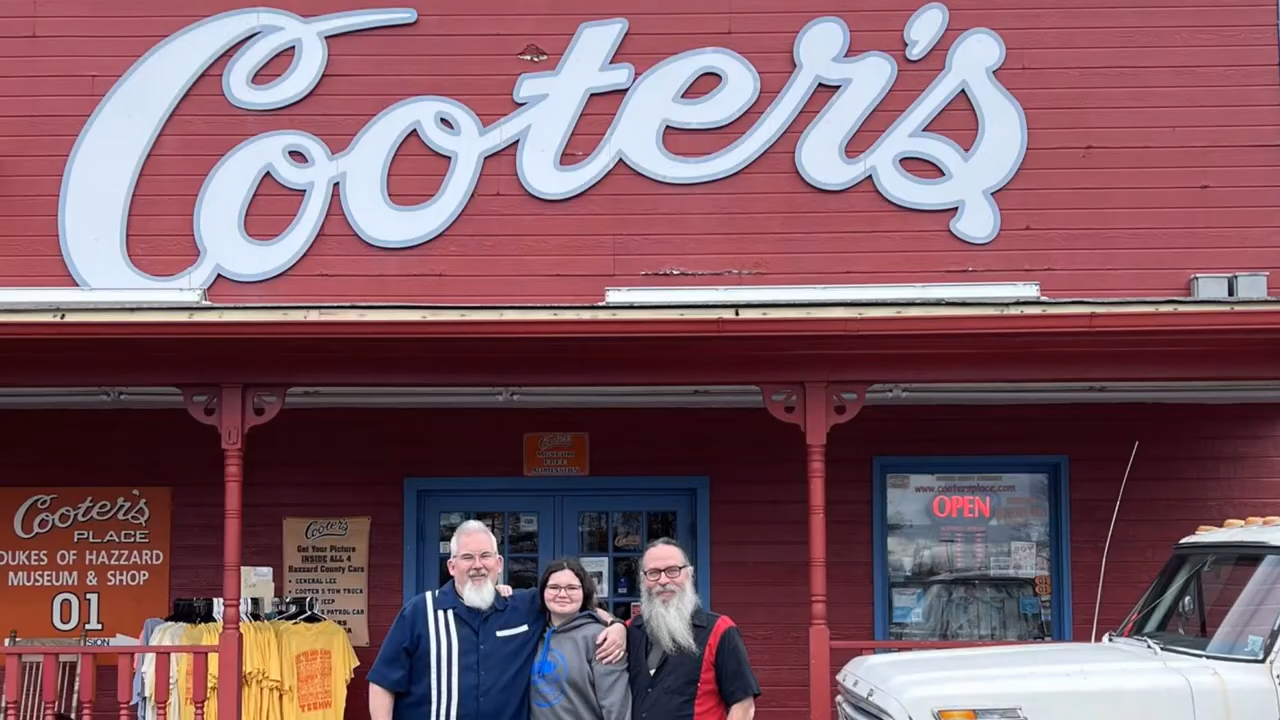 Cooter's
Cooter's
MUSEUM
FREE
ADMISSION
www.cootersplace.com
OPEN
Cooter's
PLACE
DUKES OF HAZZARD
MUSEUM & SHOP
01
SION
Cooter's
Get Your Picture
INSIDE ALL 4
Hazzard County Cars
• GENERAL LEE
• COOTER'S TOW TRUCK
JEEP
PATROL CAR